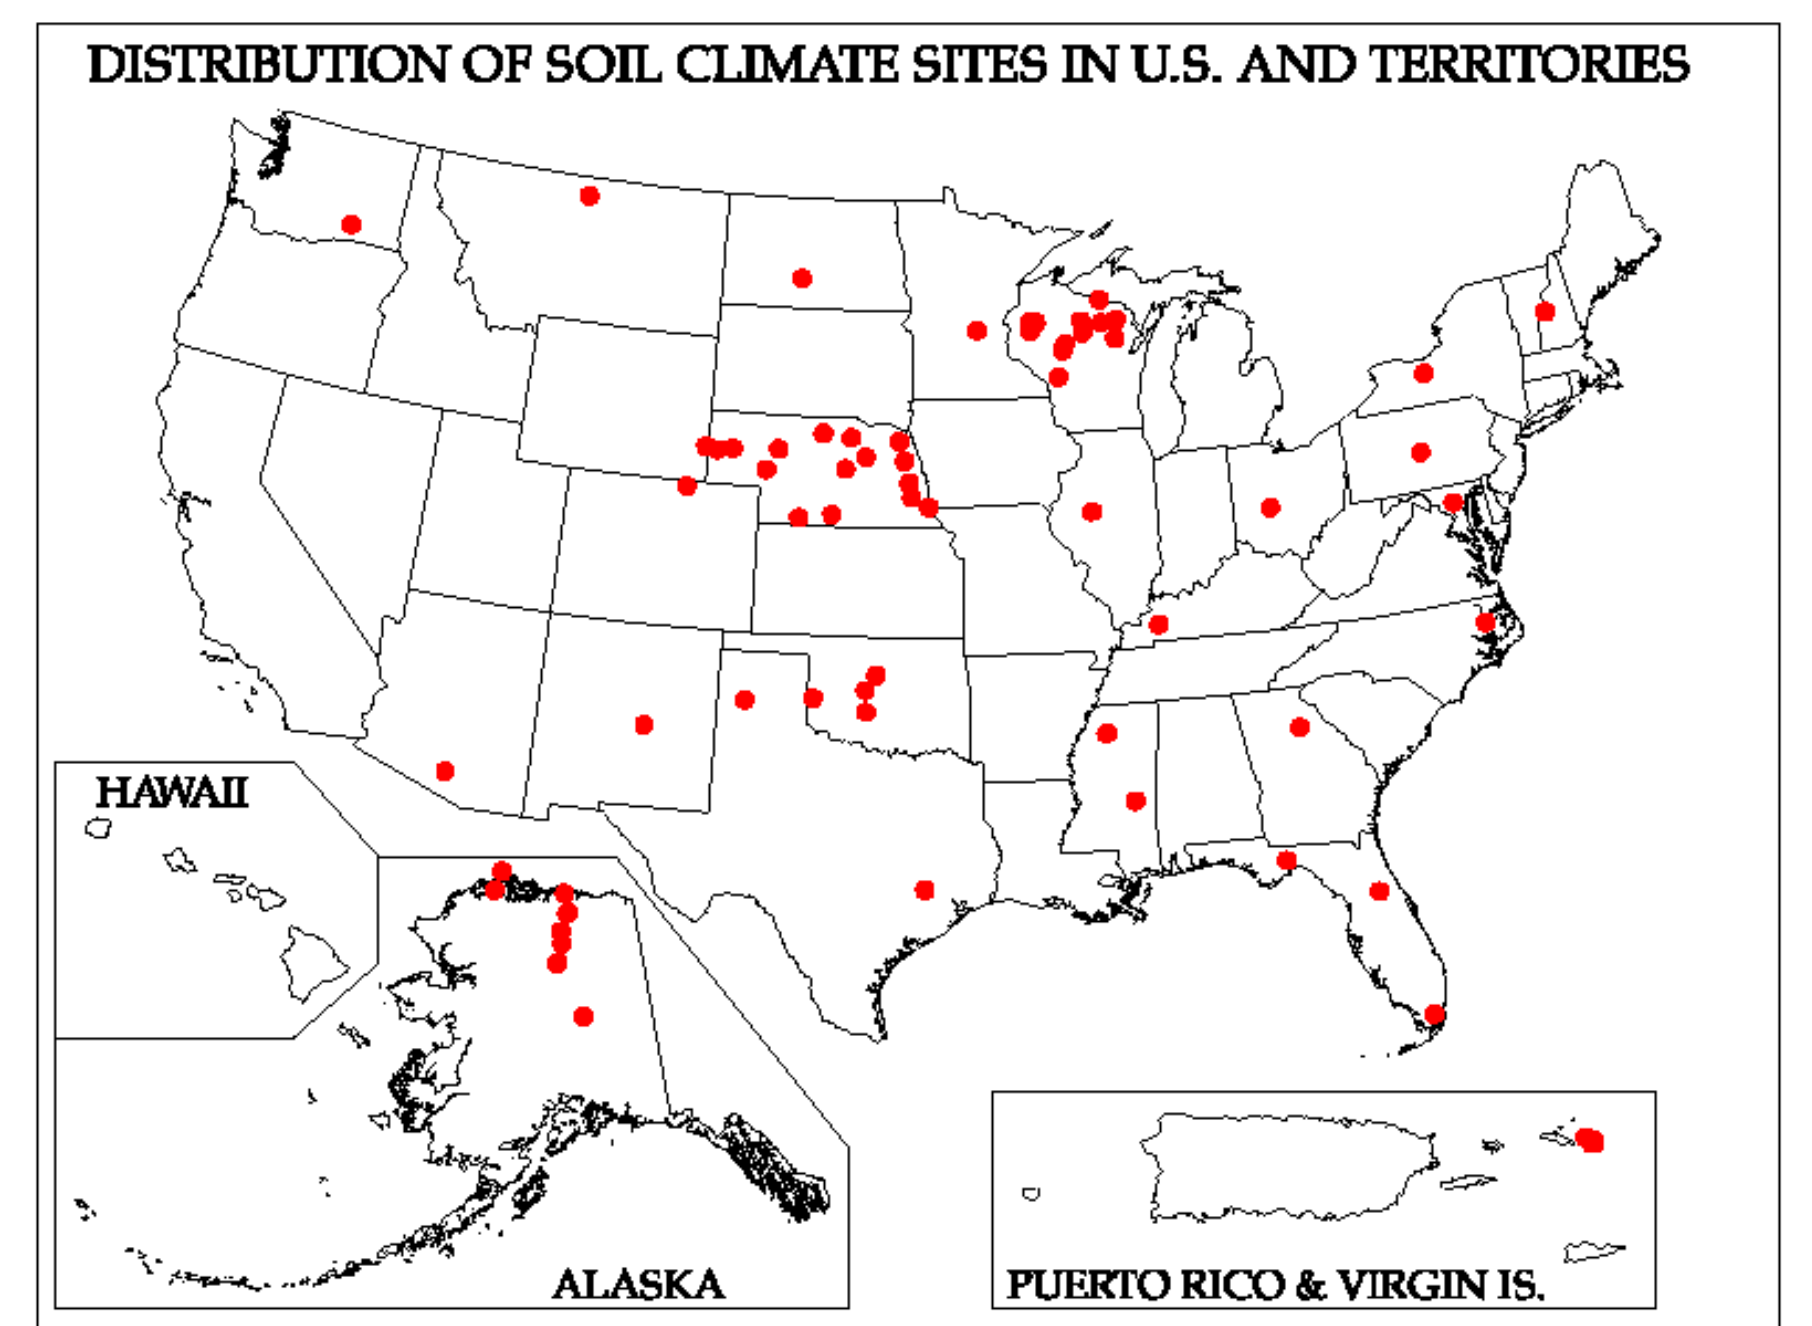 DISTRIBUTION OF SOIL CLIMATE SITES IN U.S. AND TERRITORIES
HAWAII
ALASKA
PUERTO RICO & VIRGIN IS.